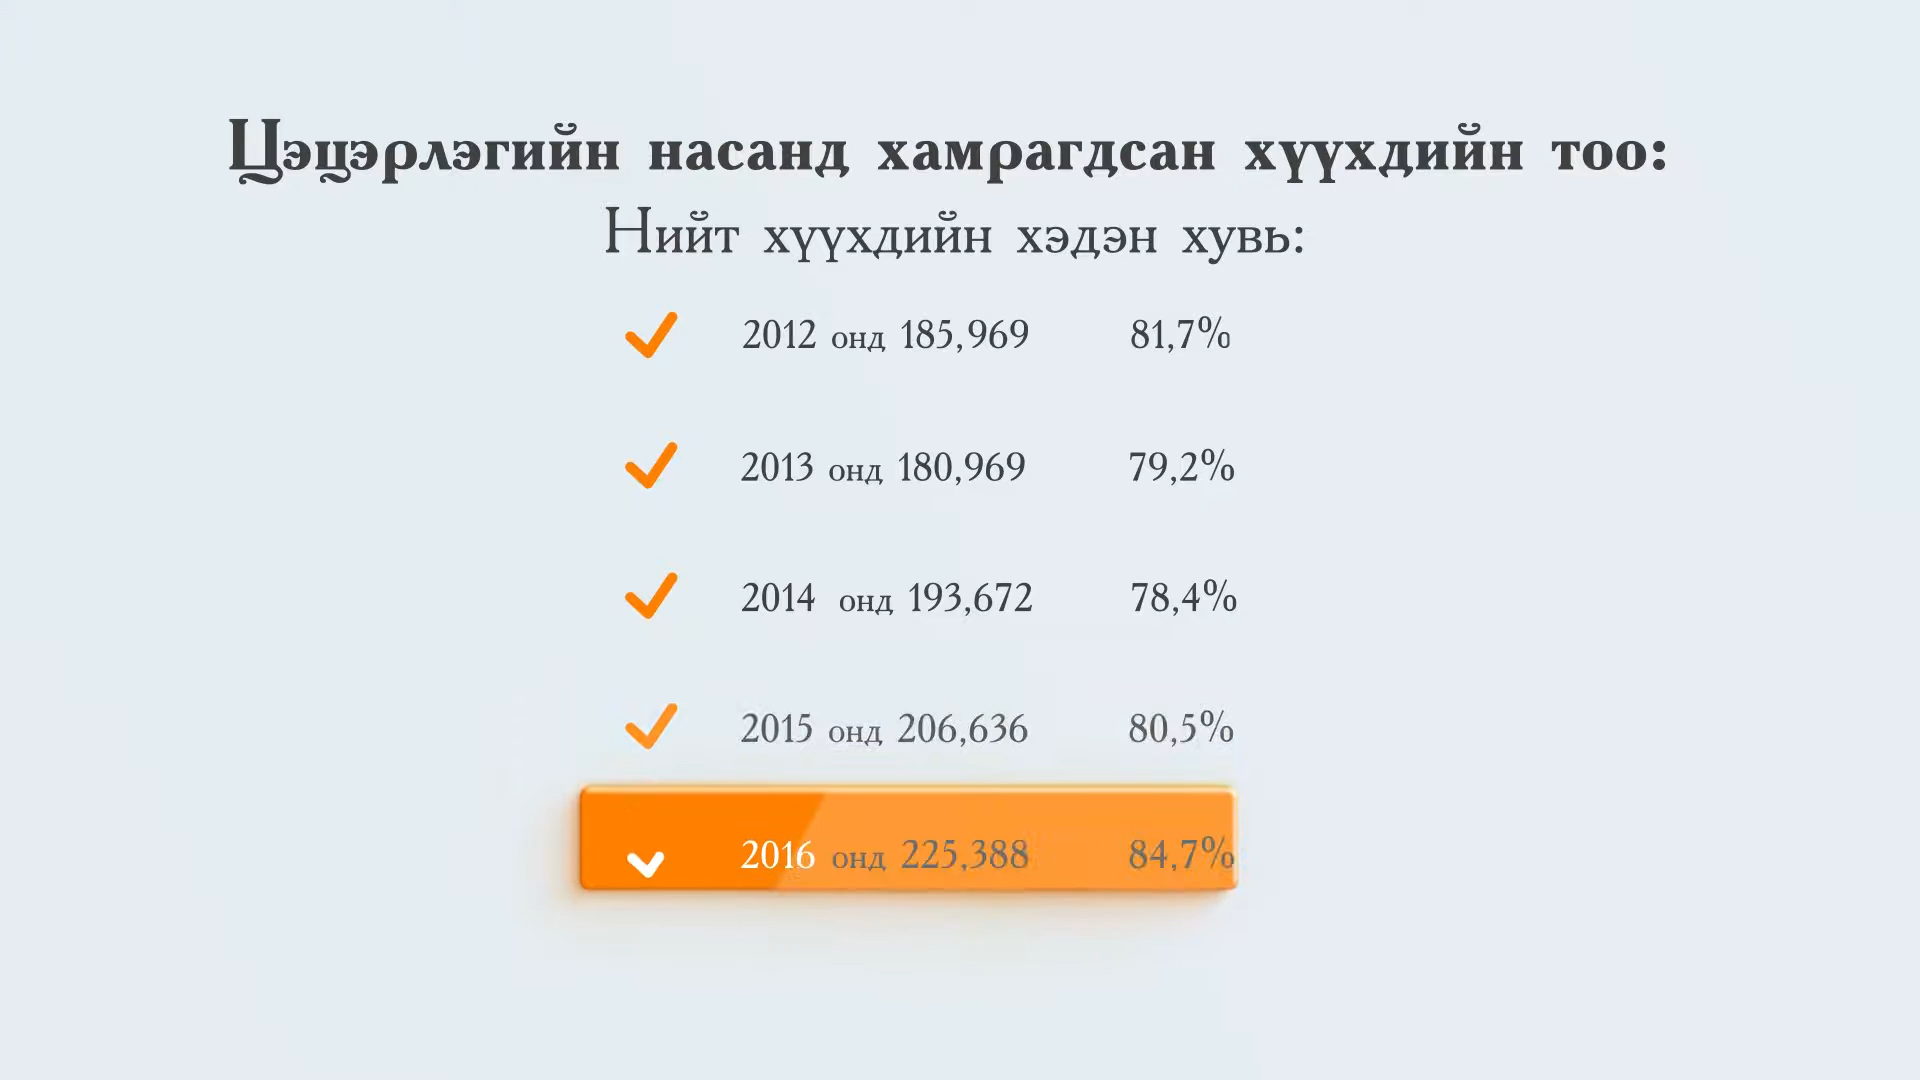 Цэцэрлэгийн насанд хамрагдсан хүүхдийн тоо:
Нийт хүүхдийн хэдэн хувь:
2012 онд 185,969 81,7%
2013 онд 180,969 79,2%
2014 онд 193,672 78,4%
2015 онд 206,636 80,5%
2016 онд 225,388 84,7%